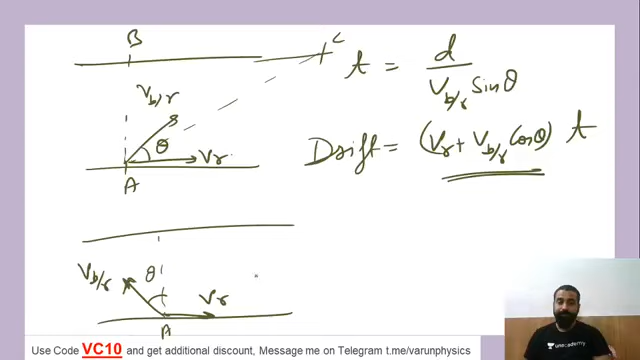 B
C
t = d / V_b/r Sinθ
V_b/r
θ
Vr
A
Drift = (Vr + V_b/r Cosθ) t
V_b/r
θ
Vr
A
unacademy
Use Code VC10 and get additional discount, Message me on Telegram t.me/varunphysics